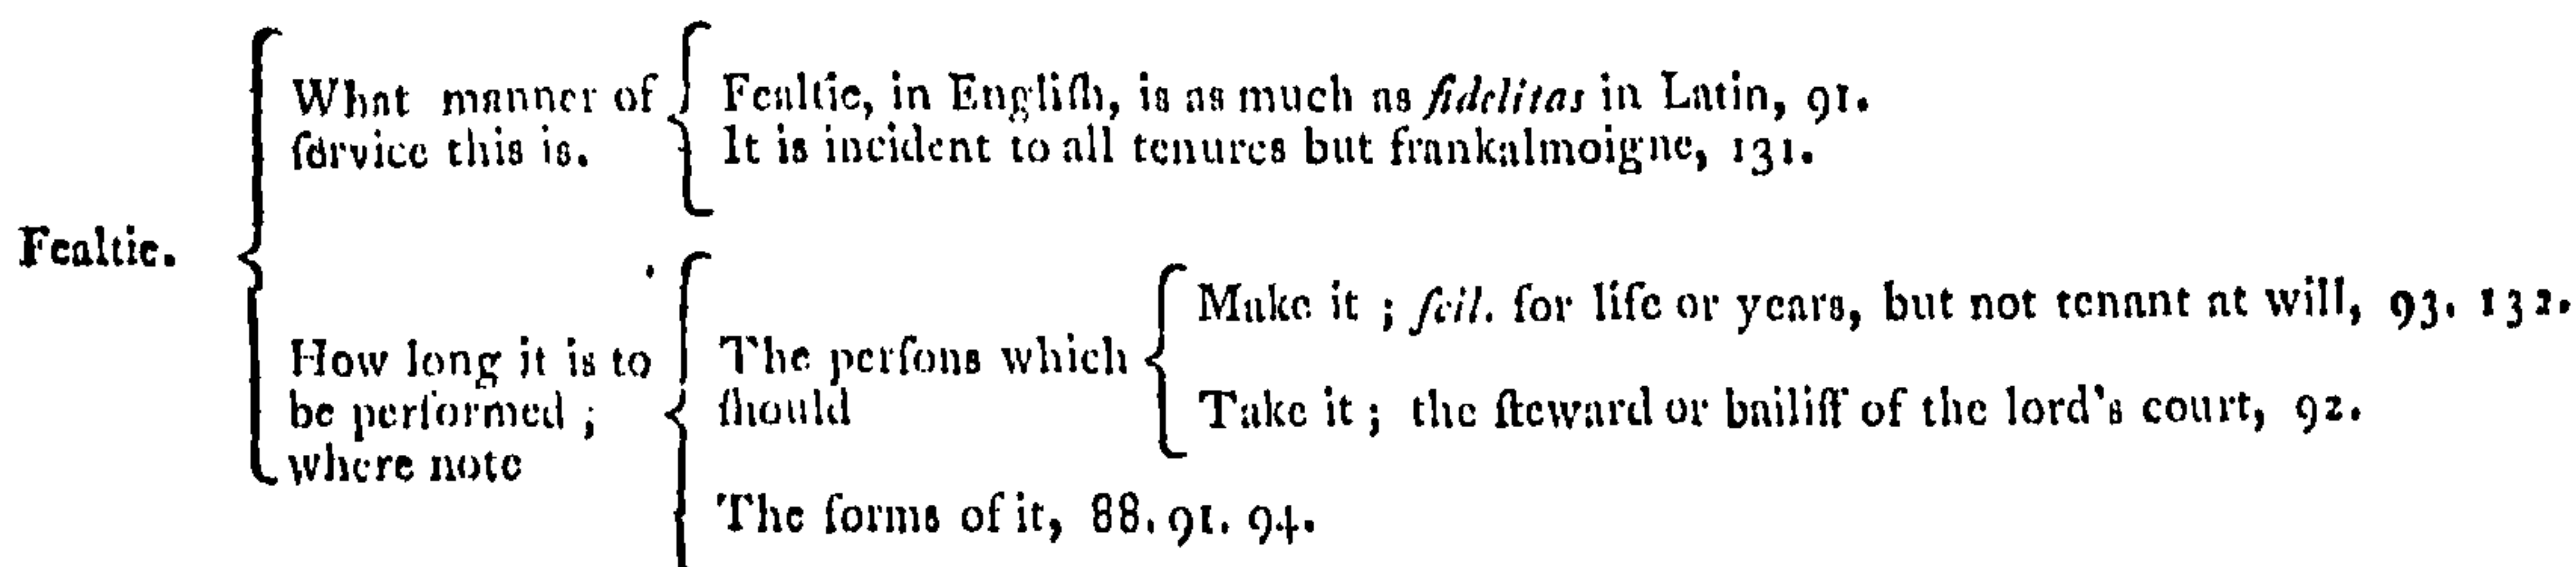 Fealtie.
What manner of
ſervice this is.
Fealtie, in Engliſh, is as much as fidelitas in Latin, 91.
It is incident to all tenures but frankalmoigne, 131.
How long it is to
be performed ;
where note
The perſons which
ſhould
Make it ; ſcil. for life or years, but not tenant at will, 93. 132.
Take it ; the ſteward or bailiff of the lord's court, 92.
The forms of it, 88. 91. 94.